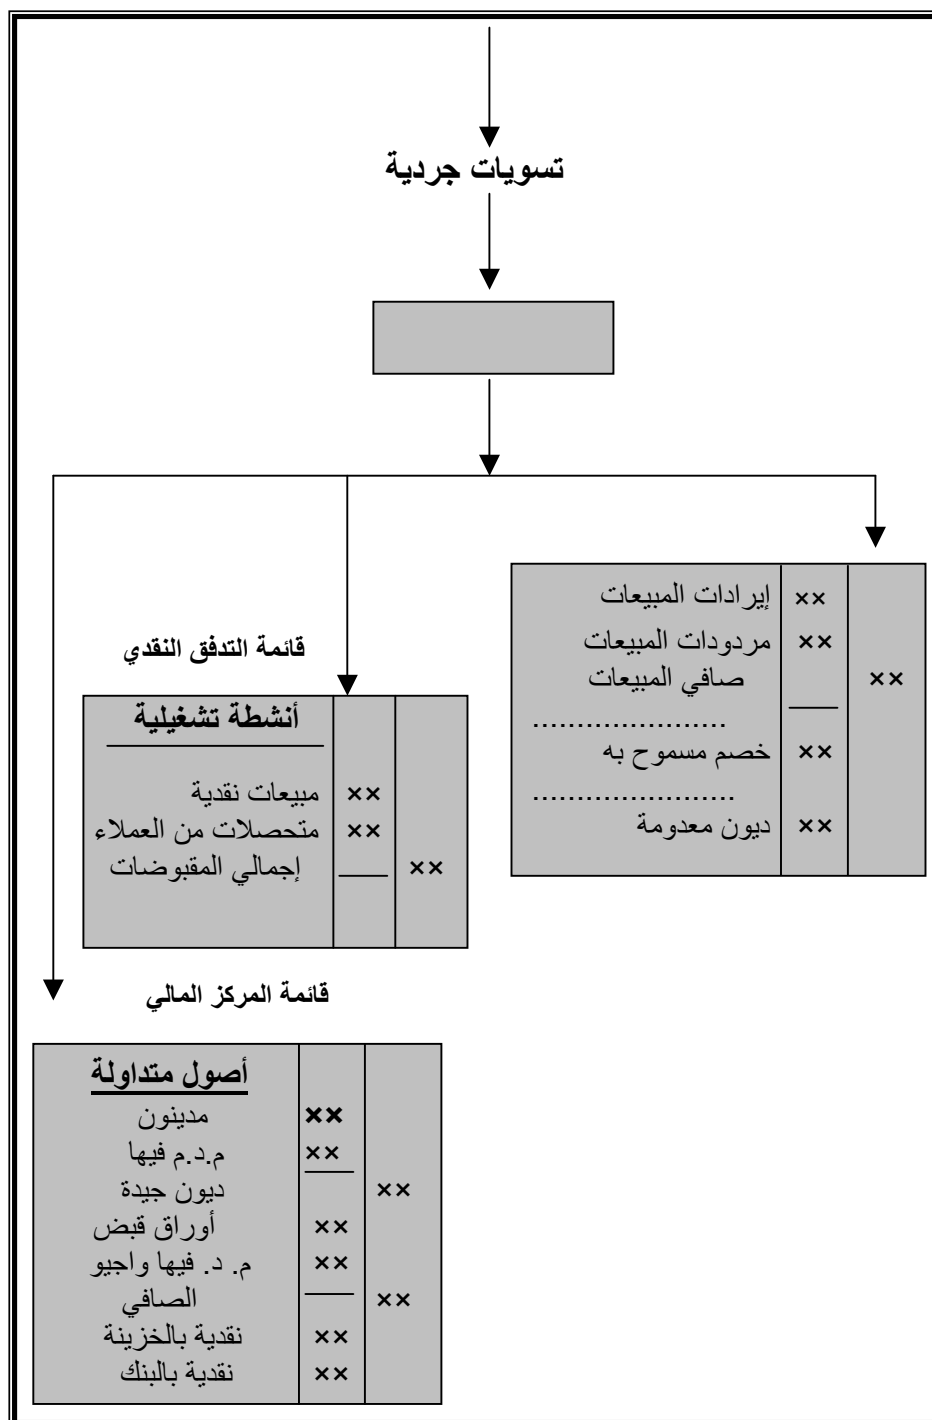 تسويات جردية
إيرادات المبيعات ××
مردودات المبيعات ××
صافي المبيعات ××
......................
خصم مسموح به ××
.......................
ديون معدومة ××
قائمة التدفق النقدي
أنشطة تشغيلية
مبيعات نقدية ××
متحصلات من العملاء ××
إجمالي المقبوضات ××
قائمة المركز المالي
أصول متداولة
مدينون ××
م.د.م فيها ××
ديون جيدة ××
أوراق قبض ××
م. د. فيها واجيو ××
الصافي ××
نقدية بالخزينة ××
نقدية بالبنك ××